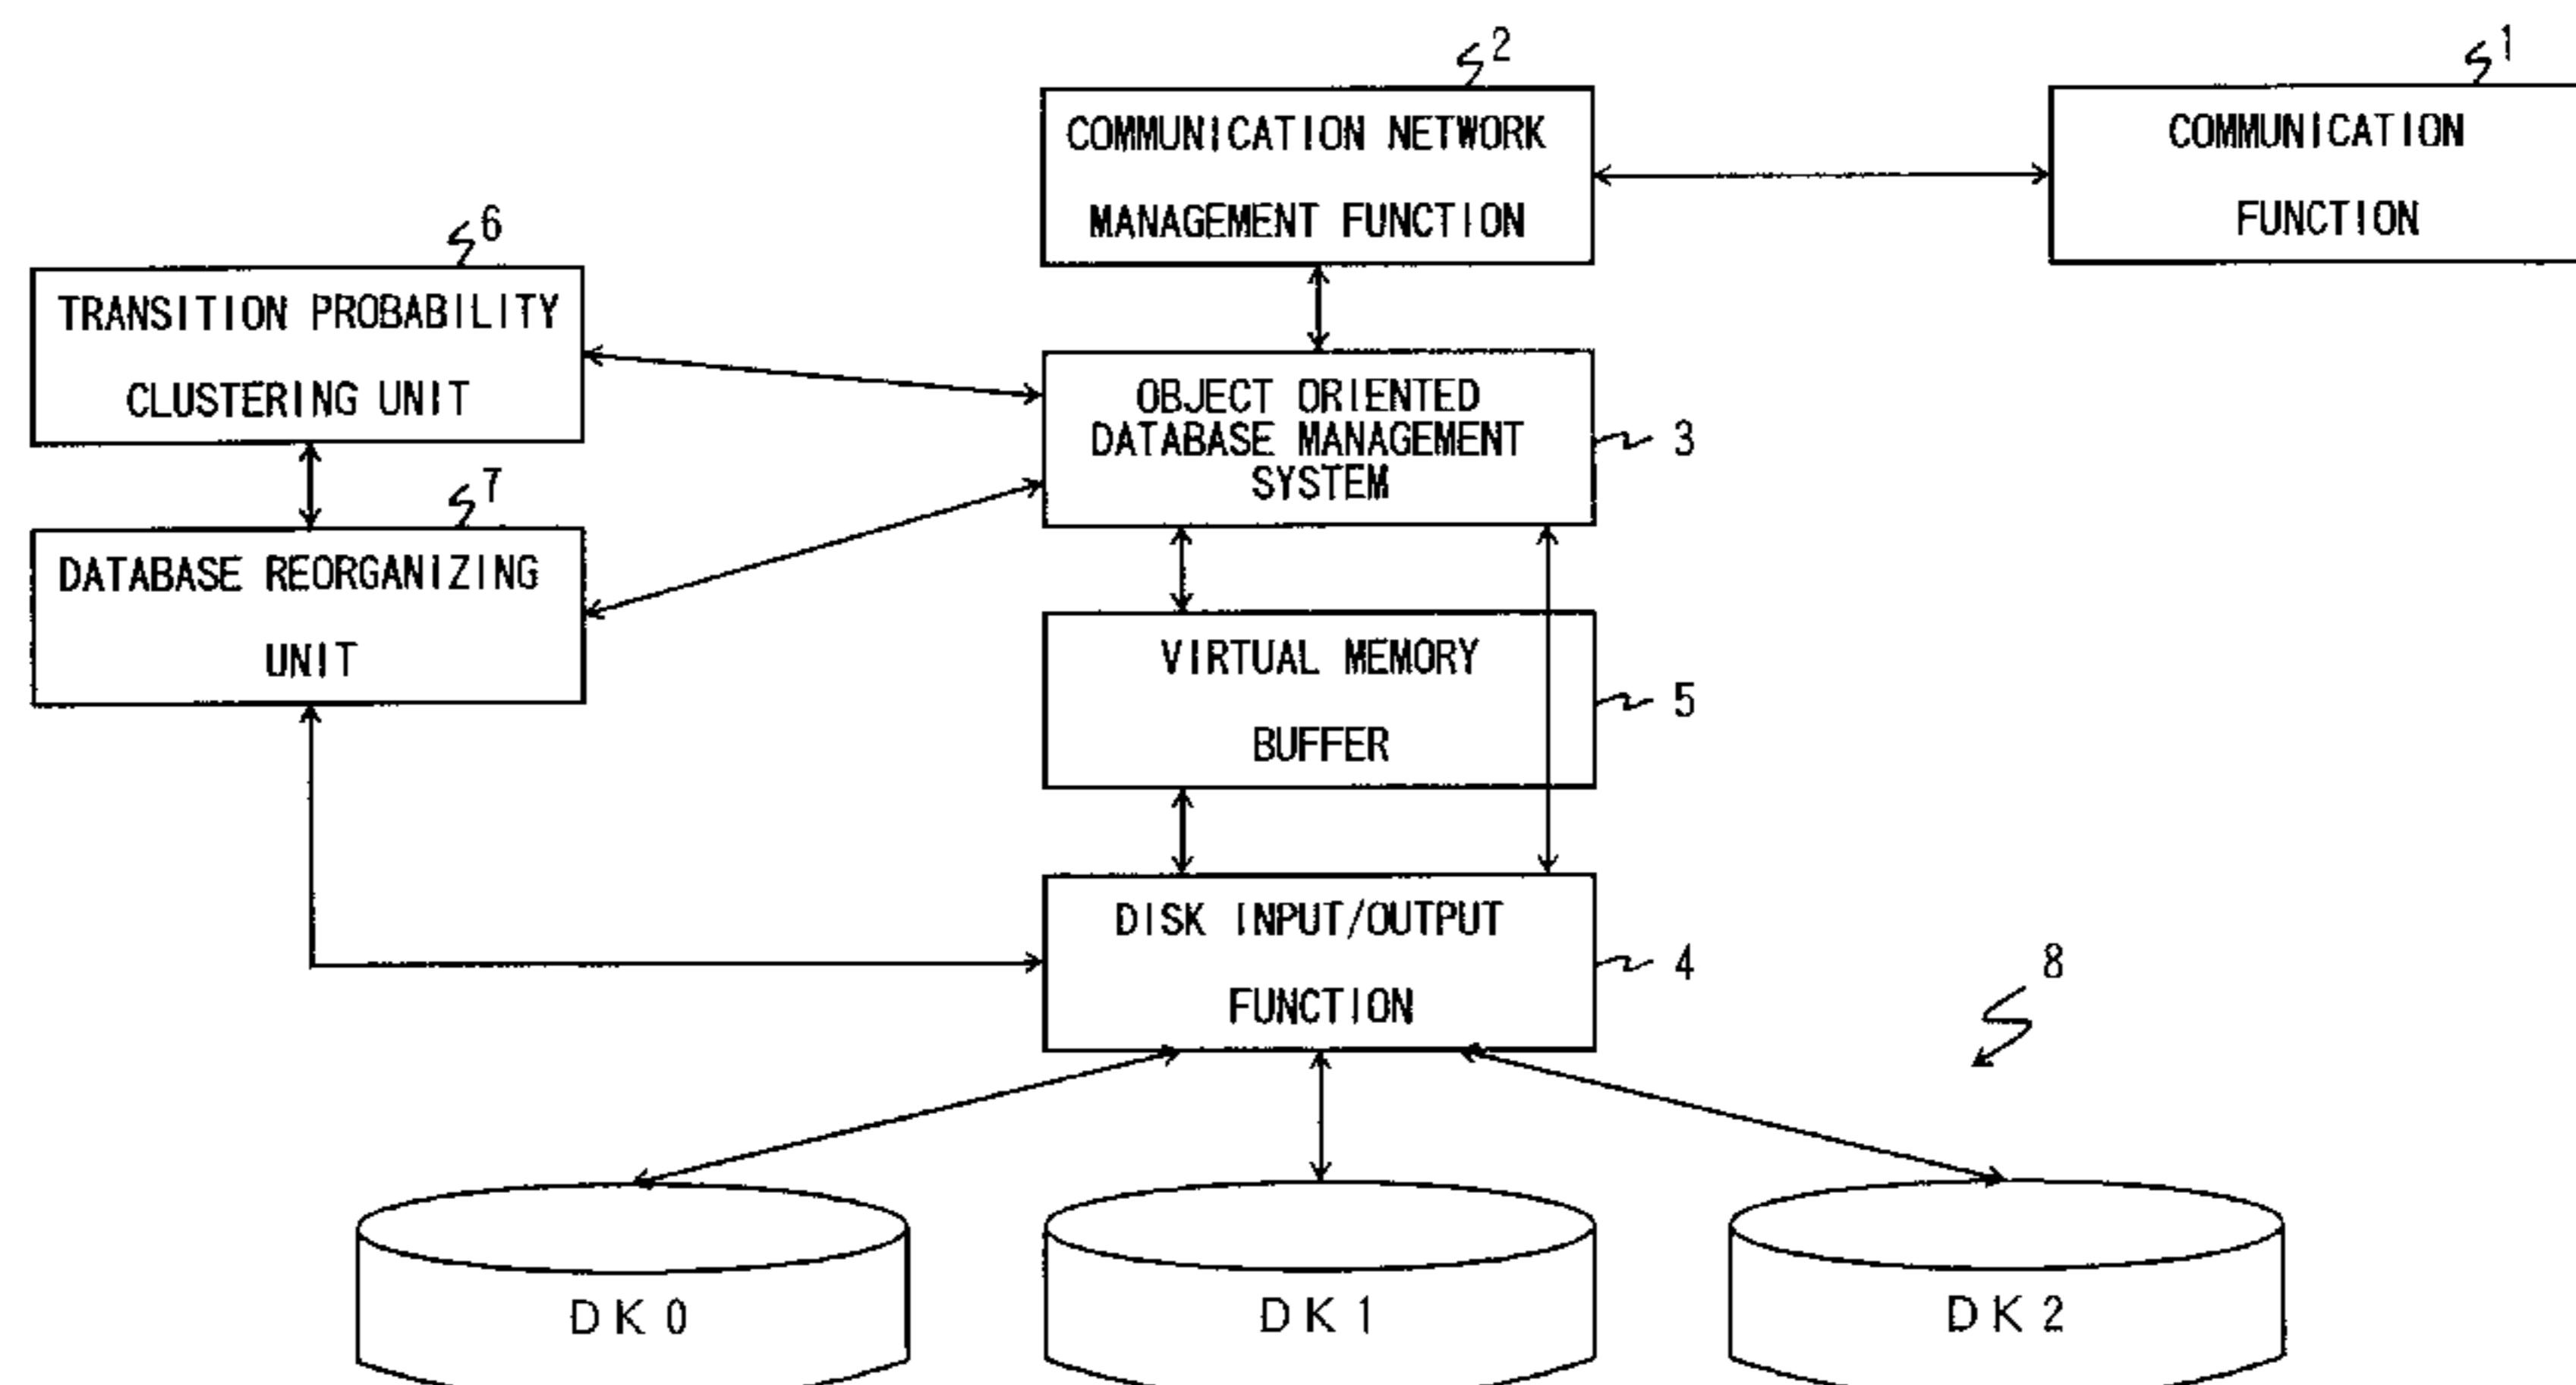 2
1
COMMUNICATION NETWORK
MANAGEMENT FUNCTION
COMMUNICATION
FUNCTION
6
TRANSITION PROBABILITY
CLUSTERING UNIT
OBJECT ORIENTED
DATABASE MANAGEMENT
SYSTEM
3
7
DATABASE REORGANIZING
UNIT
VIRTUAL MEMORY
BUFFER
5
DISK INPUT/OUTPUT
FUNCTION
4
8
DK0
DK1
DK2